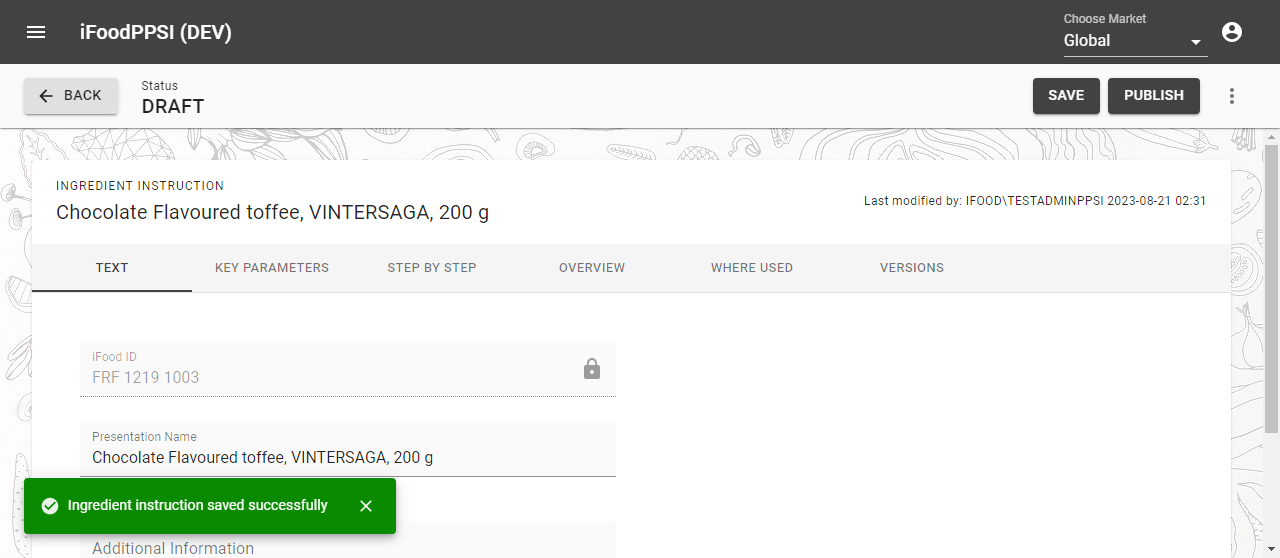 iFoodPPSI (DEV)
Choose Market
Global
BACK
Status
DRAFT
SAVE
PUBLISH
INGREDIENT INSTRUCTION
Chocolate Flavoured toffee, VINTERSAGA, 200 g
Last modified by: IFOOD\TESTADMINPPSI 2023-08-21 02:31
TEXT
KEY PARAMETERS
STEP BY STEP
OVERVIEW
WHERE USED
VERSIONS
iFood ID
FRF 1219 1003
Presentation Name
Chocolate Flavoured toffee, VINTERSAGA, 200 g
Ingredient instruction saved successfully
Additional Information